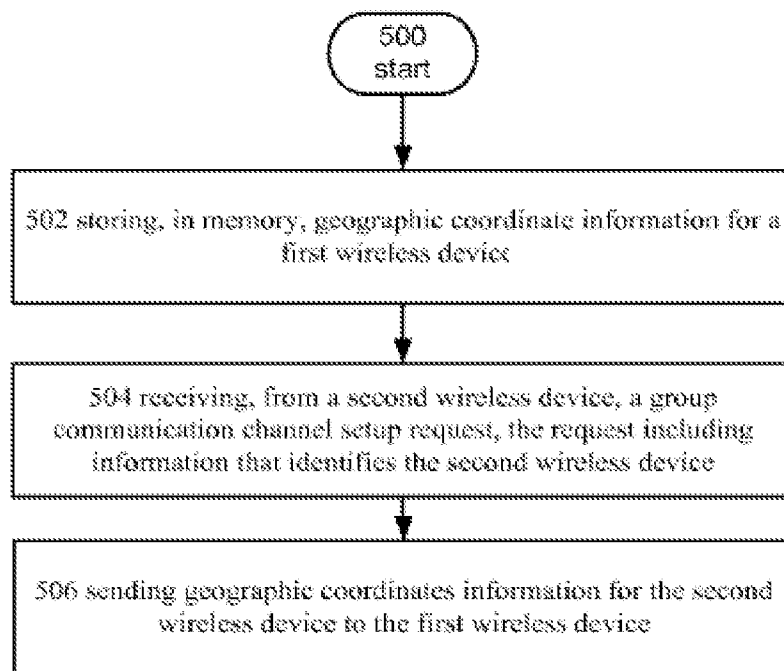 500
start
502 storing, in memory, geographic coordinate information for a
first wireless device
504 receiving, from a second wireless device, a group
communication channel setup request, the request including
information that identifies the second wireless device
506 sending geographic coordinates information for the second
wireless device to the first wireless device